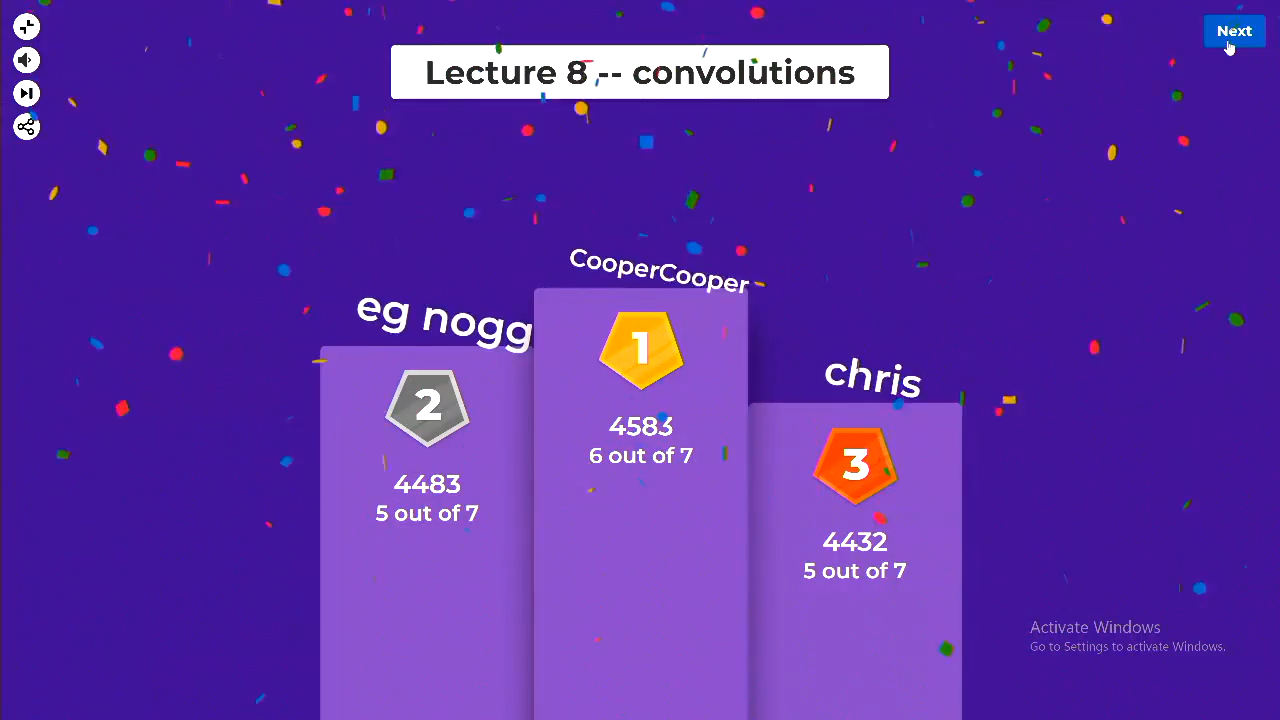 Next
Lecture 8 -- convolutions
CooperCooper
eg nogg
chris
1
2
3
4583
6 out of 7
4483
5 out of 7
4432
5 out of 7
Activate Windows
Go to Settings to activate Windows.